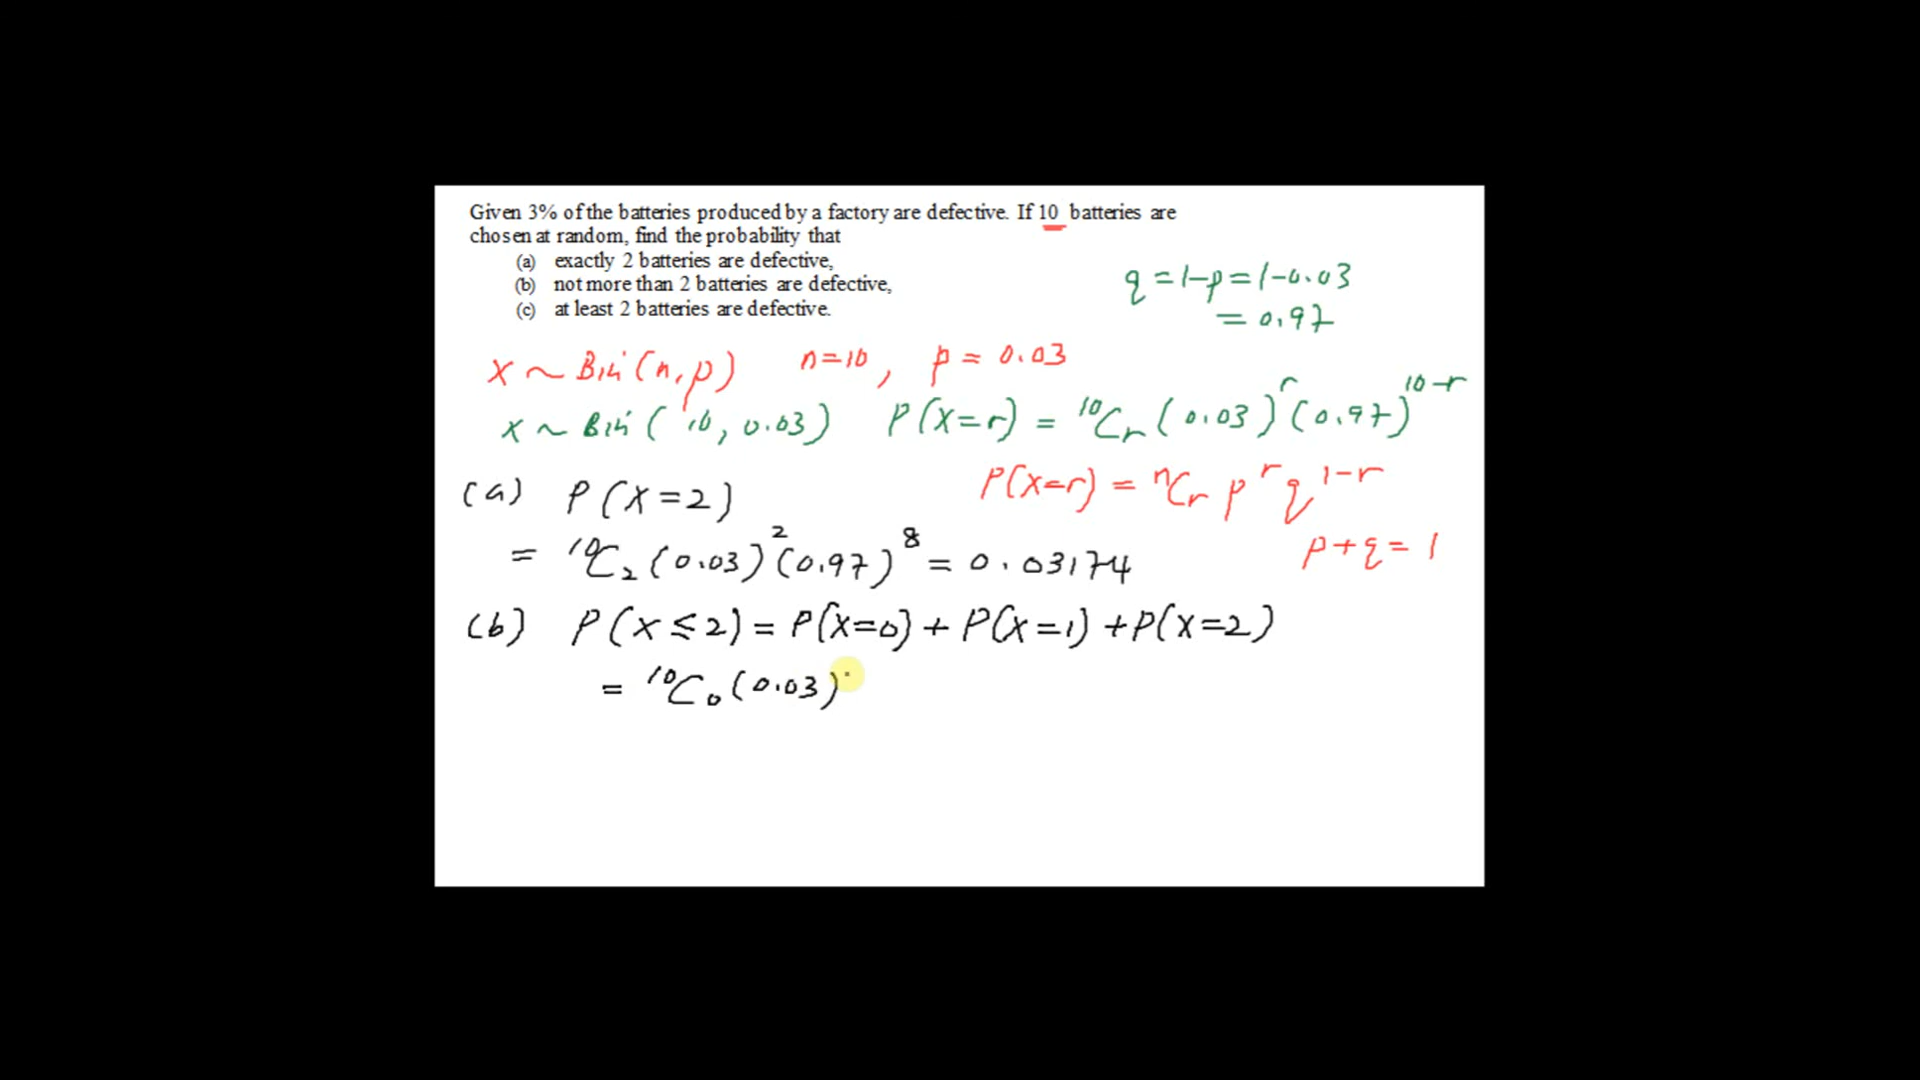 Given 3% of the batteries produced by a factory are defective. If 10 batteries are
chosen at random, find the probability that
(a) exactly 2 batteries are defective,
(b) not more than 2 batteries are defective,
(c) at least 2 batteries are defective.
q = 1-p = 1-0.03
= 0.97
X ~ Bin(n,p) n=10, p = 0.03
X ~ Bin(10, 0.03) P(X=r) = ¹⁰Cᵣ(0.03)ʳ(0.97)¹⁰⁻ʳ
(a) P(X=2)
P(X=r) = ⁿCᵣ pʳ q¹⁻ʳ
p+q = 1
= ¹⁰C₂(0.03)²(0.97)⁸ = 0.03174
(b) P(X≤2) = P(X=0) + P(X=1) + P(X=2)
= ¹⁰C₀(0.03)